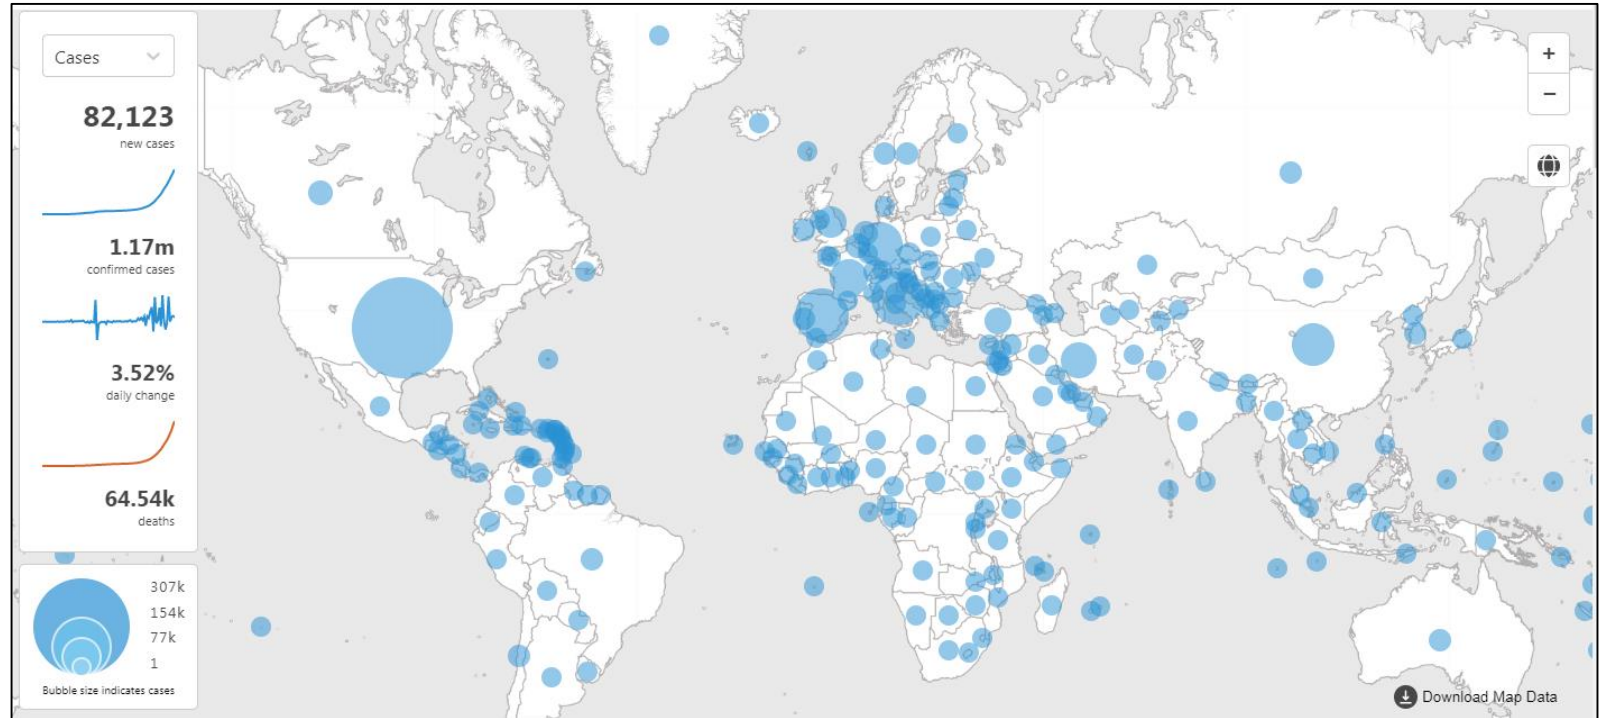 Cases
82,123
new cases
1.17m
confirmed cases
3.52%
daily change
64.54k
deaths
307k
154k
77k
1
Bubble size indicates cases
+
−
Download Map Data